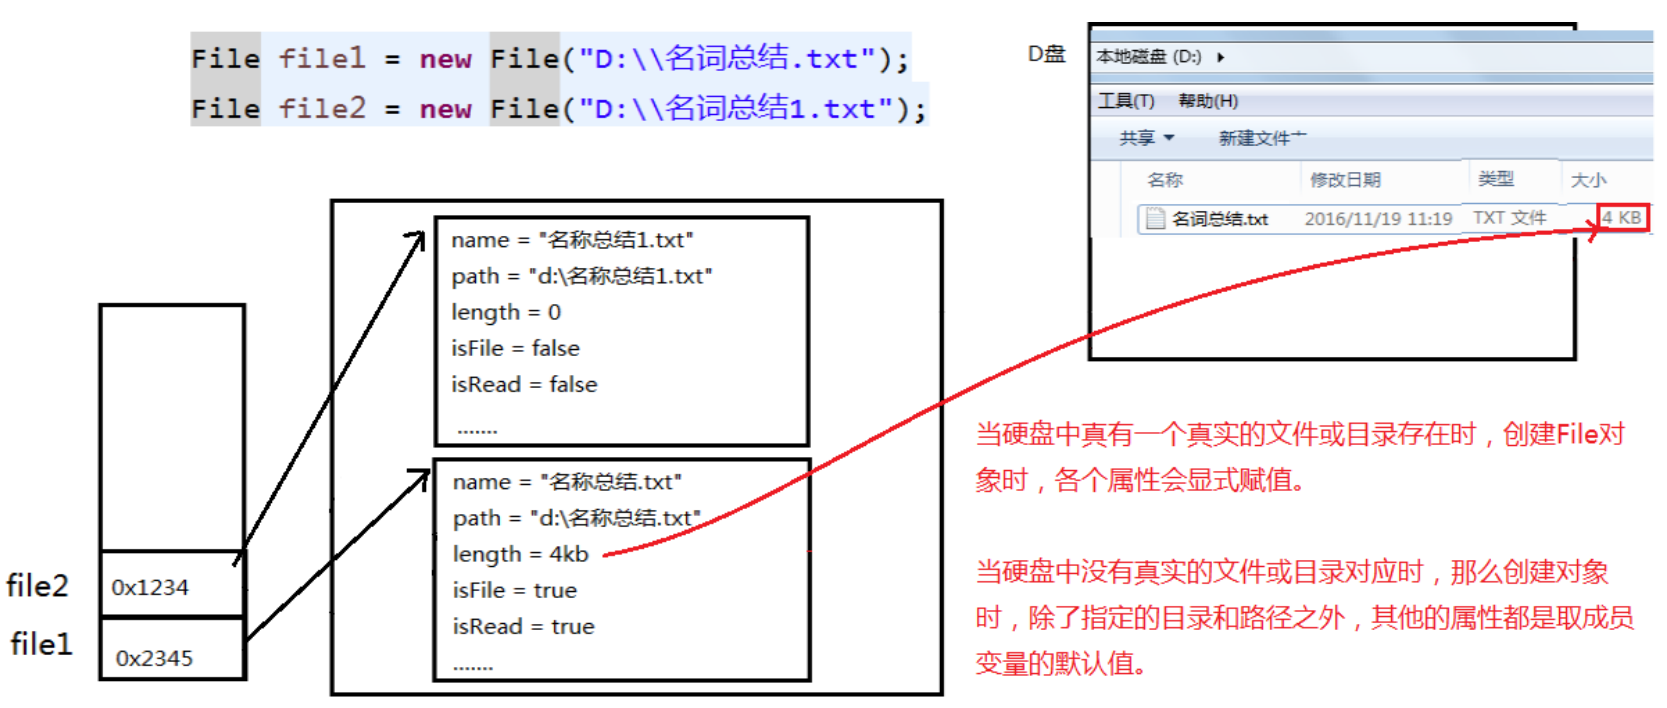 File file1 = new File("D:\\名词总结.txt");
File file2 = new File("D:\\名词总结1.txt");
D盘
本地磁盘 (D:)
工具(T) 帮助(H)
共享 新建文件
名称 修改日期 类型 大小
名词总结.txt 2016/11/19 11:19 TXT 文件 4 KB
name = "名称总结1.txt"
path = "d:\名称总结1.txt"
length = 0
isFile = false
isRead = false
.......
name = "名称总结.txt"
path = "d:\名称总结.txt"
length = 4kb
isFile = true
isRead = true
.......
file2 0x1234
file1 0x2345
当硬盘中真有一个真实的文件或目录存在时，创建File对
象时，各个属性会显式赋值。
当硬盘中没有真实的文件或目录对应时，那么创建对象
时，除了指定的目录和路径之外，其他的属性都是取成员
变量的默认值。